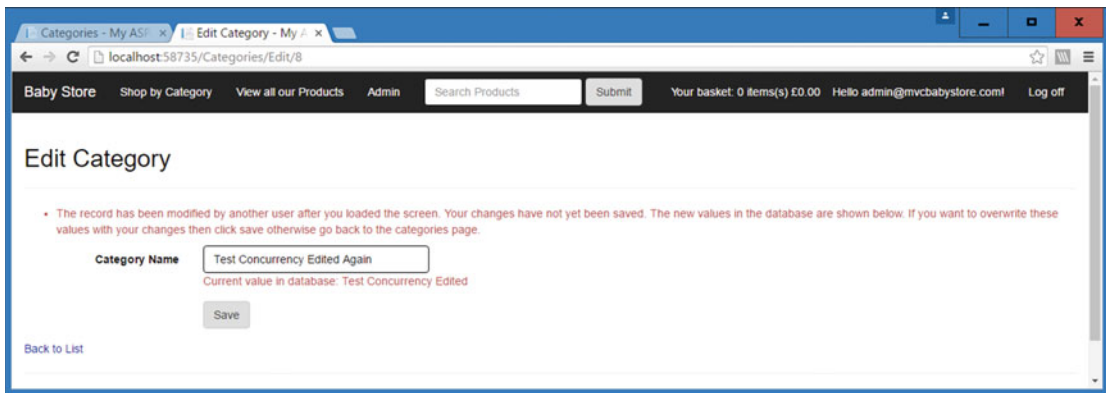 Categories - My ASP
Edit Category - My A
localhost:58735/Categories/Edit/8
Baby Store Shop by Category View all our Products Admin Search Products Submit Your basket: 0 items(s) £0.00 Hello admin@mvcbabystore.com! Log off
Edit Category
• The record has been modified by another user after you loaded the screen. Your changes have not yet been saved. The new values in the database are shown below. If you want to overwrite these
values with your changes then click save otherwise go back to the categories page.
Category Name Test Concurrency Edited Again
Current value in database: Test Concurrency Edited
Save
Back to List